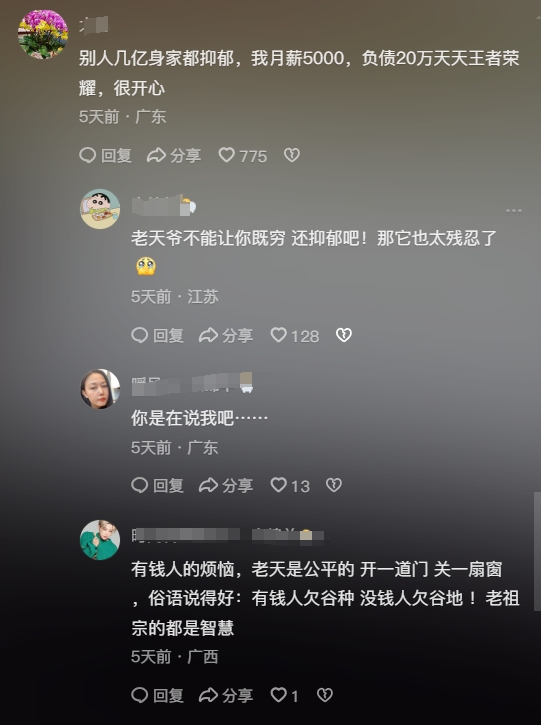 别人几亿身家都抑郁，我月薪5000，负债20万天天王者荣
耀，很开心
5天前 · 广东
回复 分享 775
老天爷不能让你既穷 还抑郁吧！那它也太残忍了
🥹
5天前 · 江苏
回复 分享 128
你是在说我吧……
5天前 · 广东
回复 分享 13
有钱人的烦恼，老天是公平的 开一道门 关一扇窗
，俗语说得好：有钱人欠谷种 没钱人欠谷地 ！老祖
宗的都是智慧
5天前 · 广西
回复 分享 1